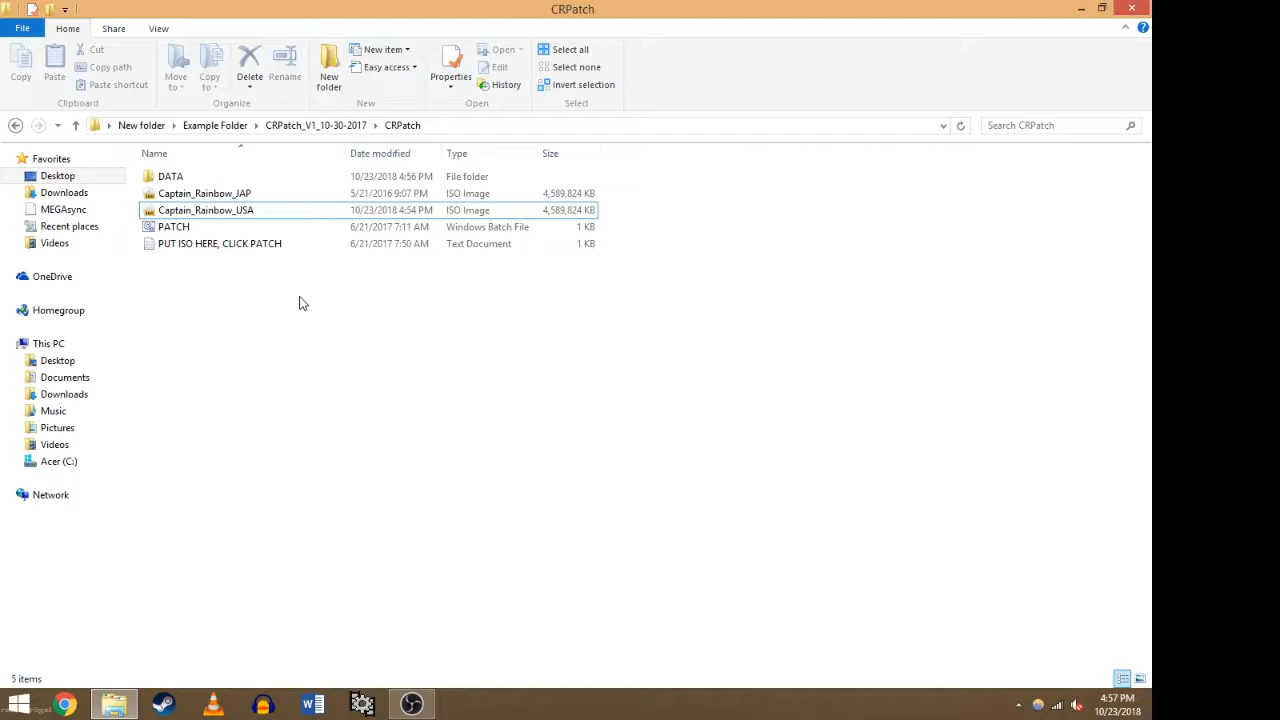 CRPatch
File Home Share View
Copy Paste Cut Copy path Paste shortcut Move to Copy to Delete Rename New folder New item Easy access Properties Open Edit History Select all Select none Invert selection
Clipboard Organize New Open Select
New folder Example Folder CRPatch_V1_10-30-2017 CRPatch Search CRPatch
Name Date modified Type Size
DATA 10/23/2018 4:56 PM File folder
Captain_Rainbow_JAP 5/21/2016 9:07 PM ISO Image 4,589,824 KB
Captain_Rainbow_USA 10/23/2018 4:54 PM ISO Image 4,589,824 KB
PATCH 6/21/2017 7:11 AM Windows Batch File 1 KB
PUT ISO HERE, CLICK PATCH 6/21/2017 7:50 AM Text Document 1 KB
Favorites
Desktop
Downloads
MEGAsync
Recent places
Videos
OneDrive
Homegroup
This PC
Desktop
Documents
Downloads
Music
Pictures
Videos
Acer (C:)
Network
5 items
4:57 PM
10/23/2018